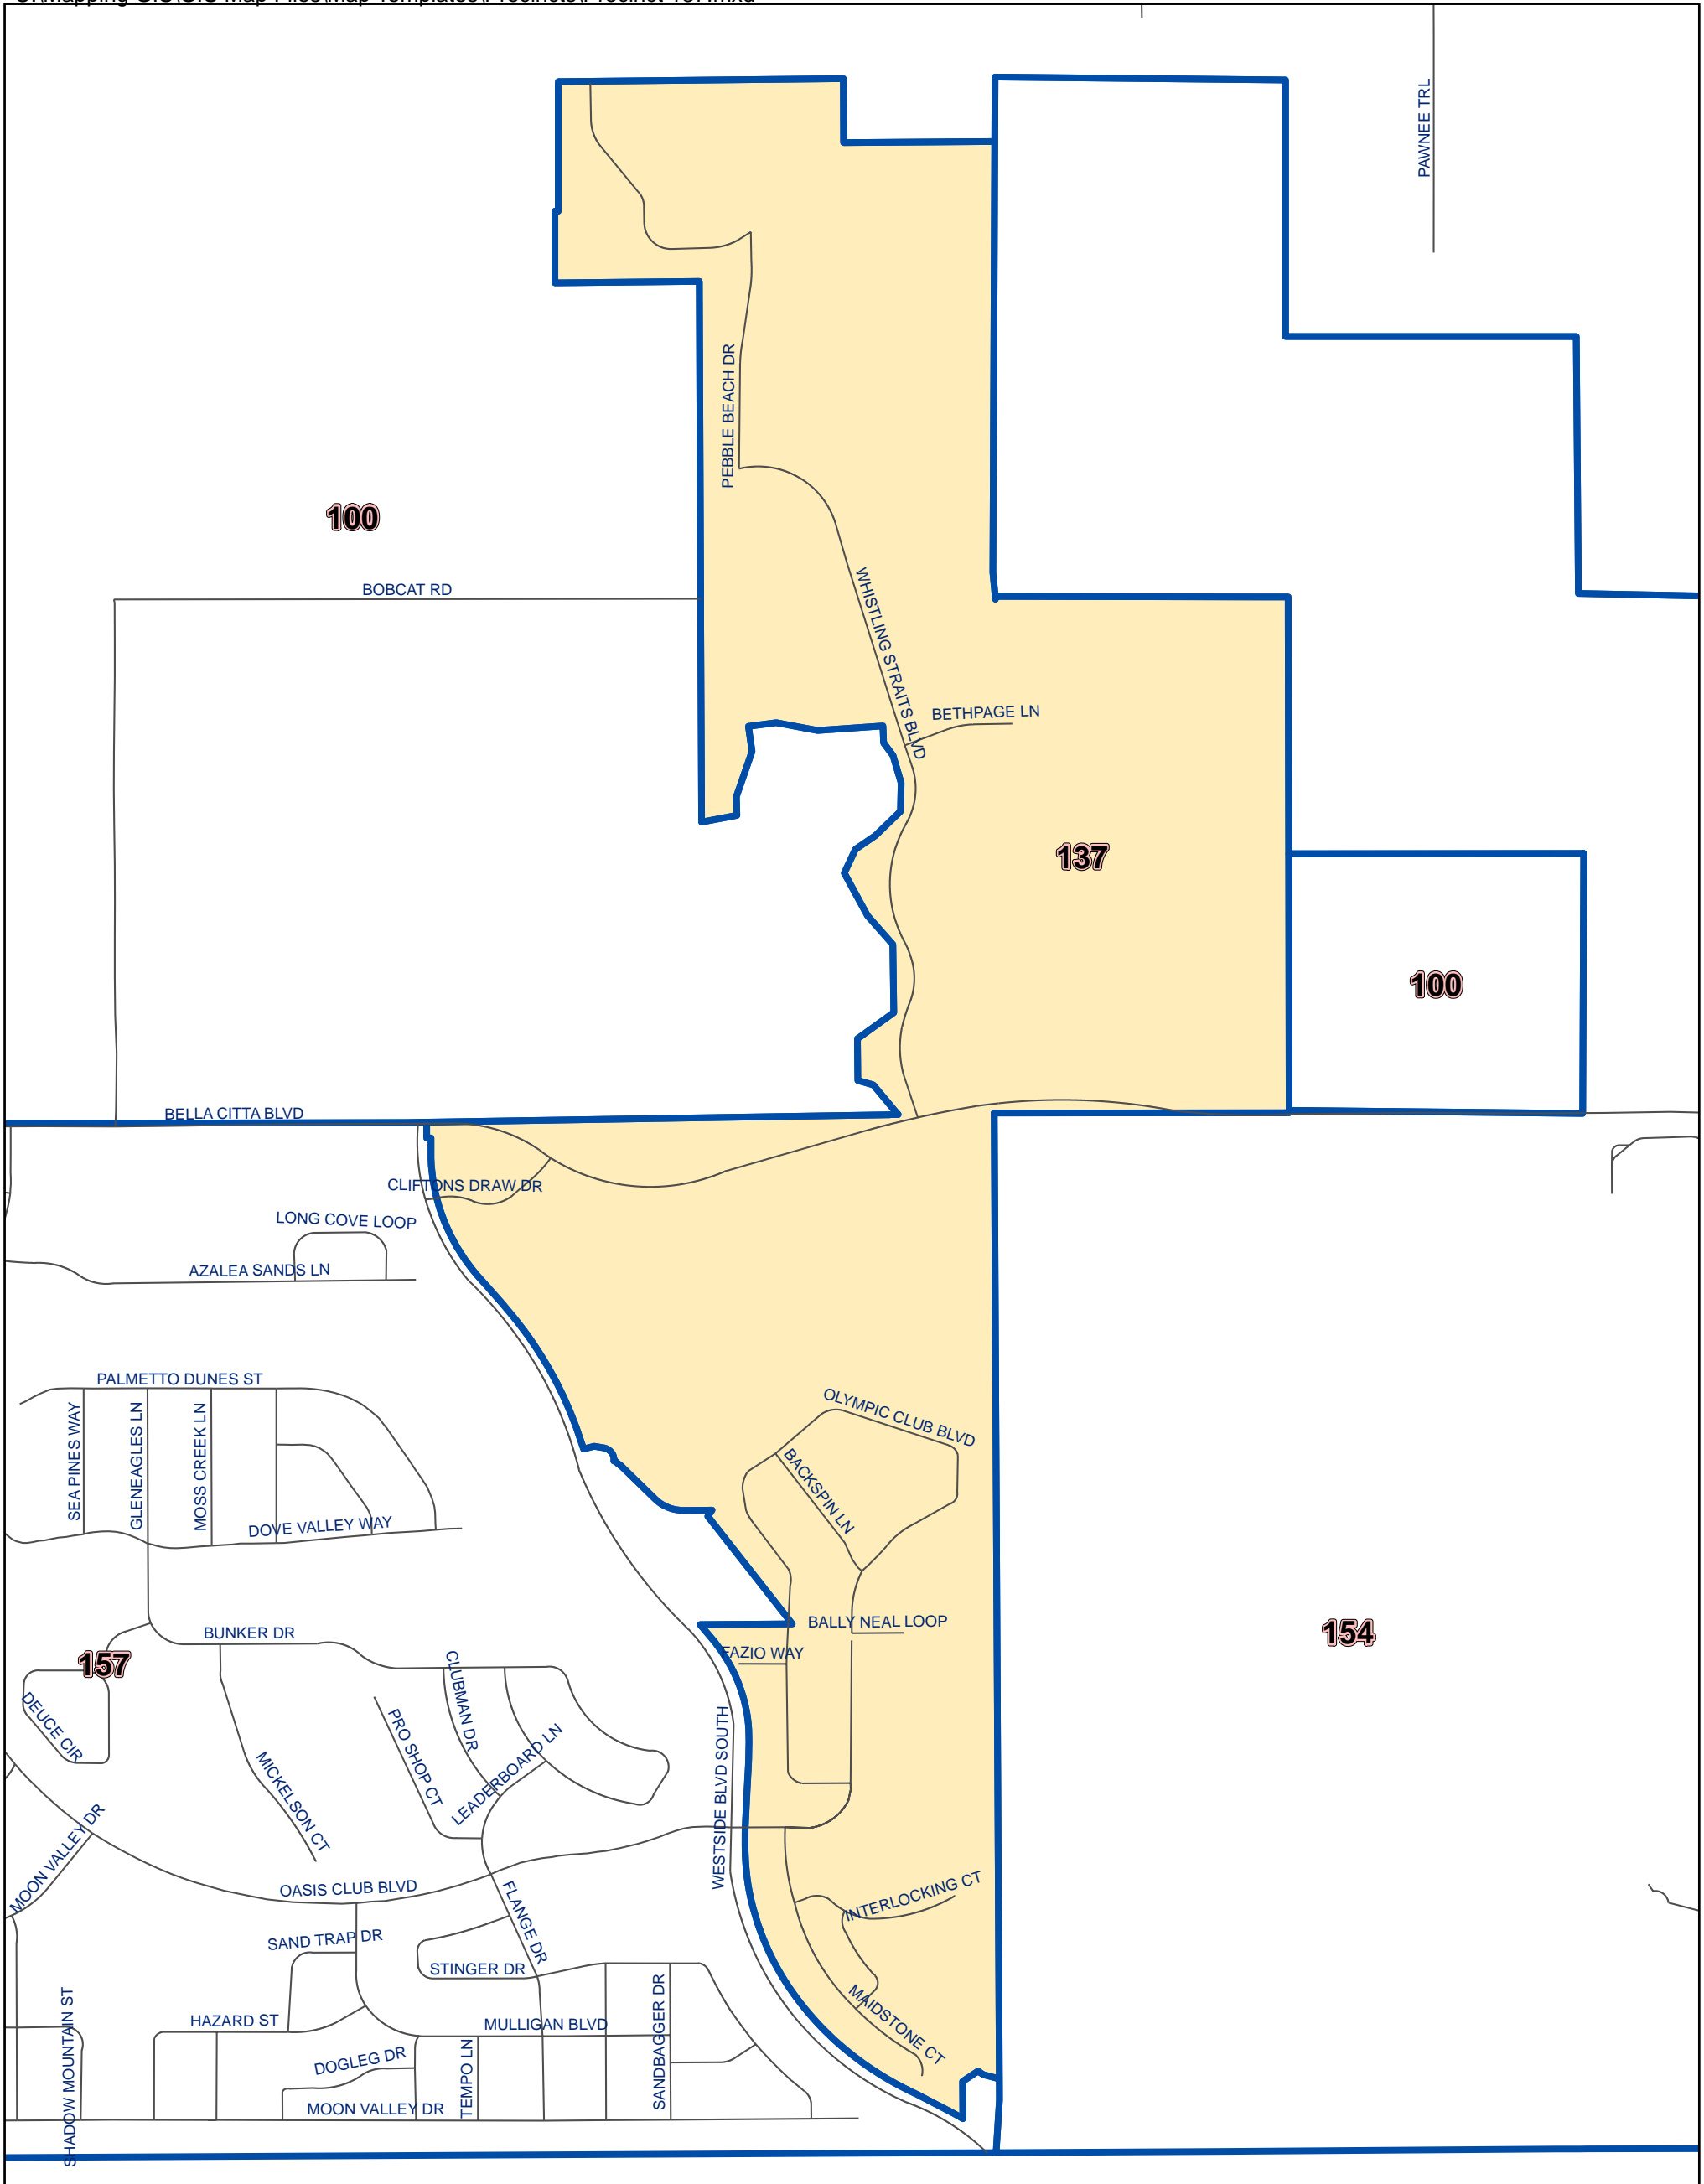 PAWNEE TRL
PEBBLE BEACH DR
100
BOBCAT RD
WHISTLING STRAITS BLVD
BETHPAGE LN
137
100
BELLA CITTA BLVD
CLIFTONS DRAW DR
LONG COVE LOOP
AZALEA SANDS LN
PALMETTO DUNES ST
SEA PINES WAY
GLENEAGLES LN
MOSS CREEK LN
OLYMPIC CLUB BLVD
BACKSPIN LN
DOVE VALLEY WAY
BALLY NEAL LOOP
BUNKER DR
154
FAZIO WAY
157
CLUBMAN DR
DEUCE CIR
PRO SHOP CT
LEADERBOARD LN
WESTSIDE BLVD SOUTH
MICKELSON CT
MOON VALLEY DR
OASIS CLUB BLVD
INTERLOCKING CT
FLANGE DR
SAND TRAP DR
STINGER DR
MAIDSTONE CT
HAZARD ST
MULLIGAN BLVD
SANDBAGGER DR
SHADOW MOUNTAIN ST
DOGLEG DR
TEMPO LN
MOON VALLEY DR